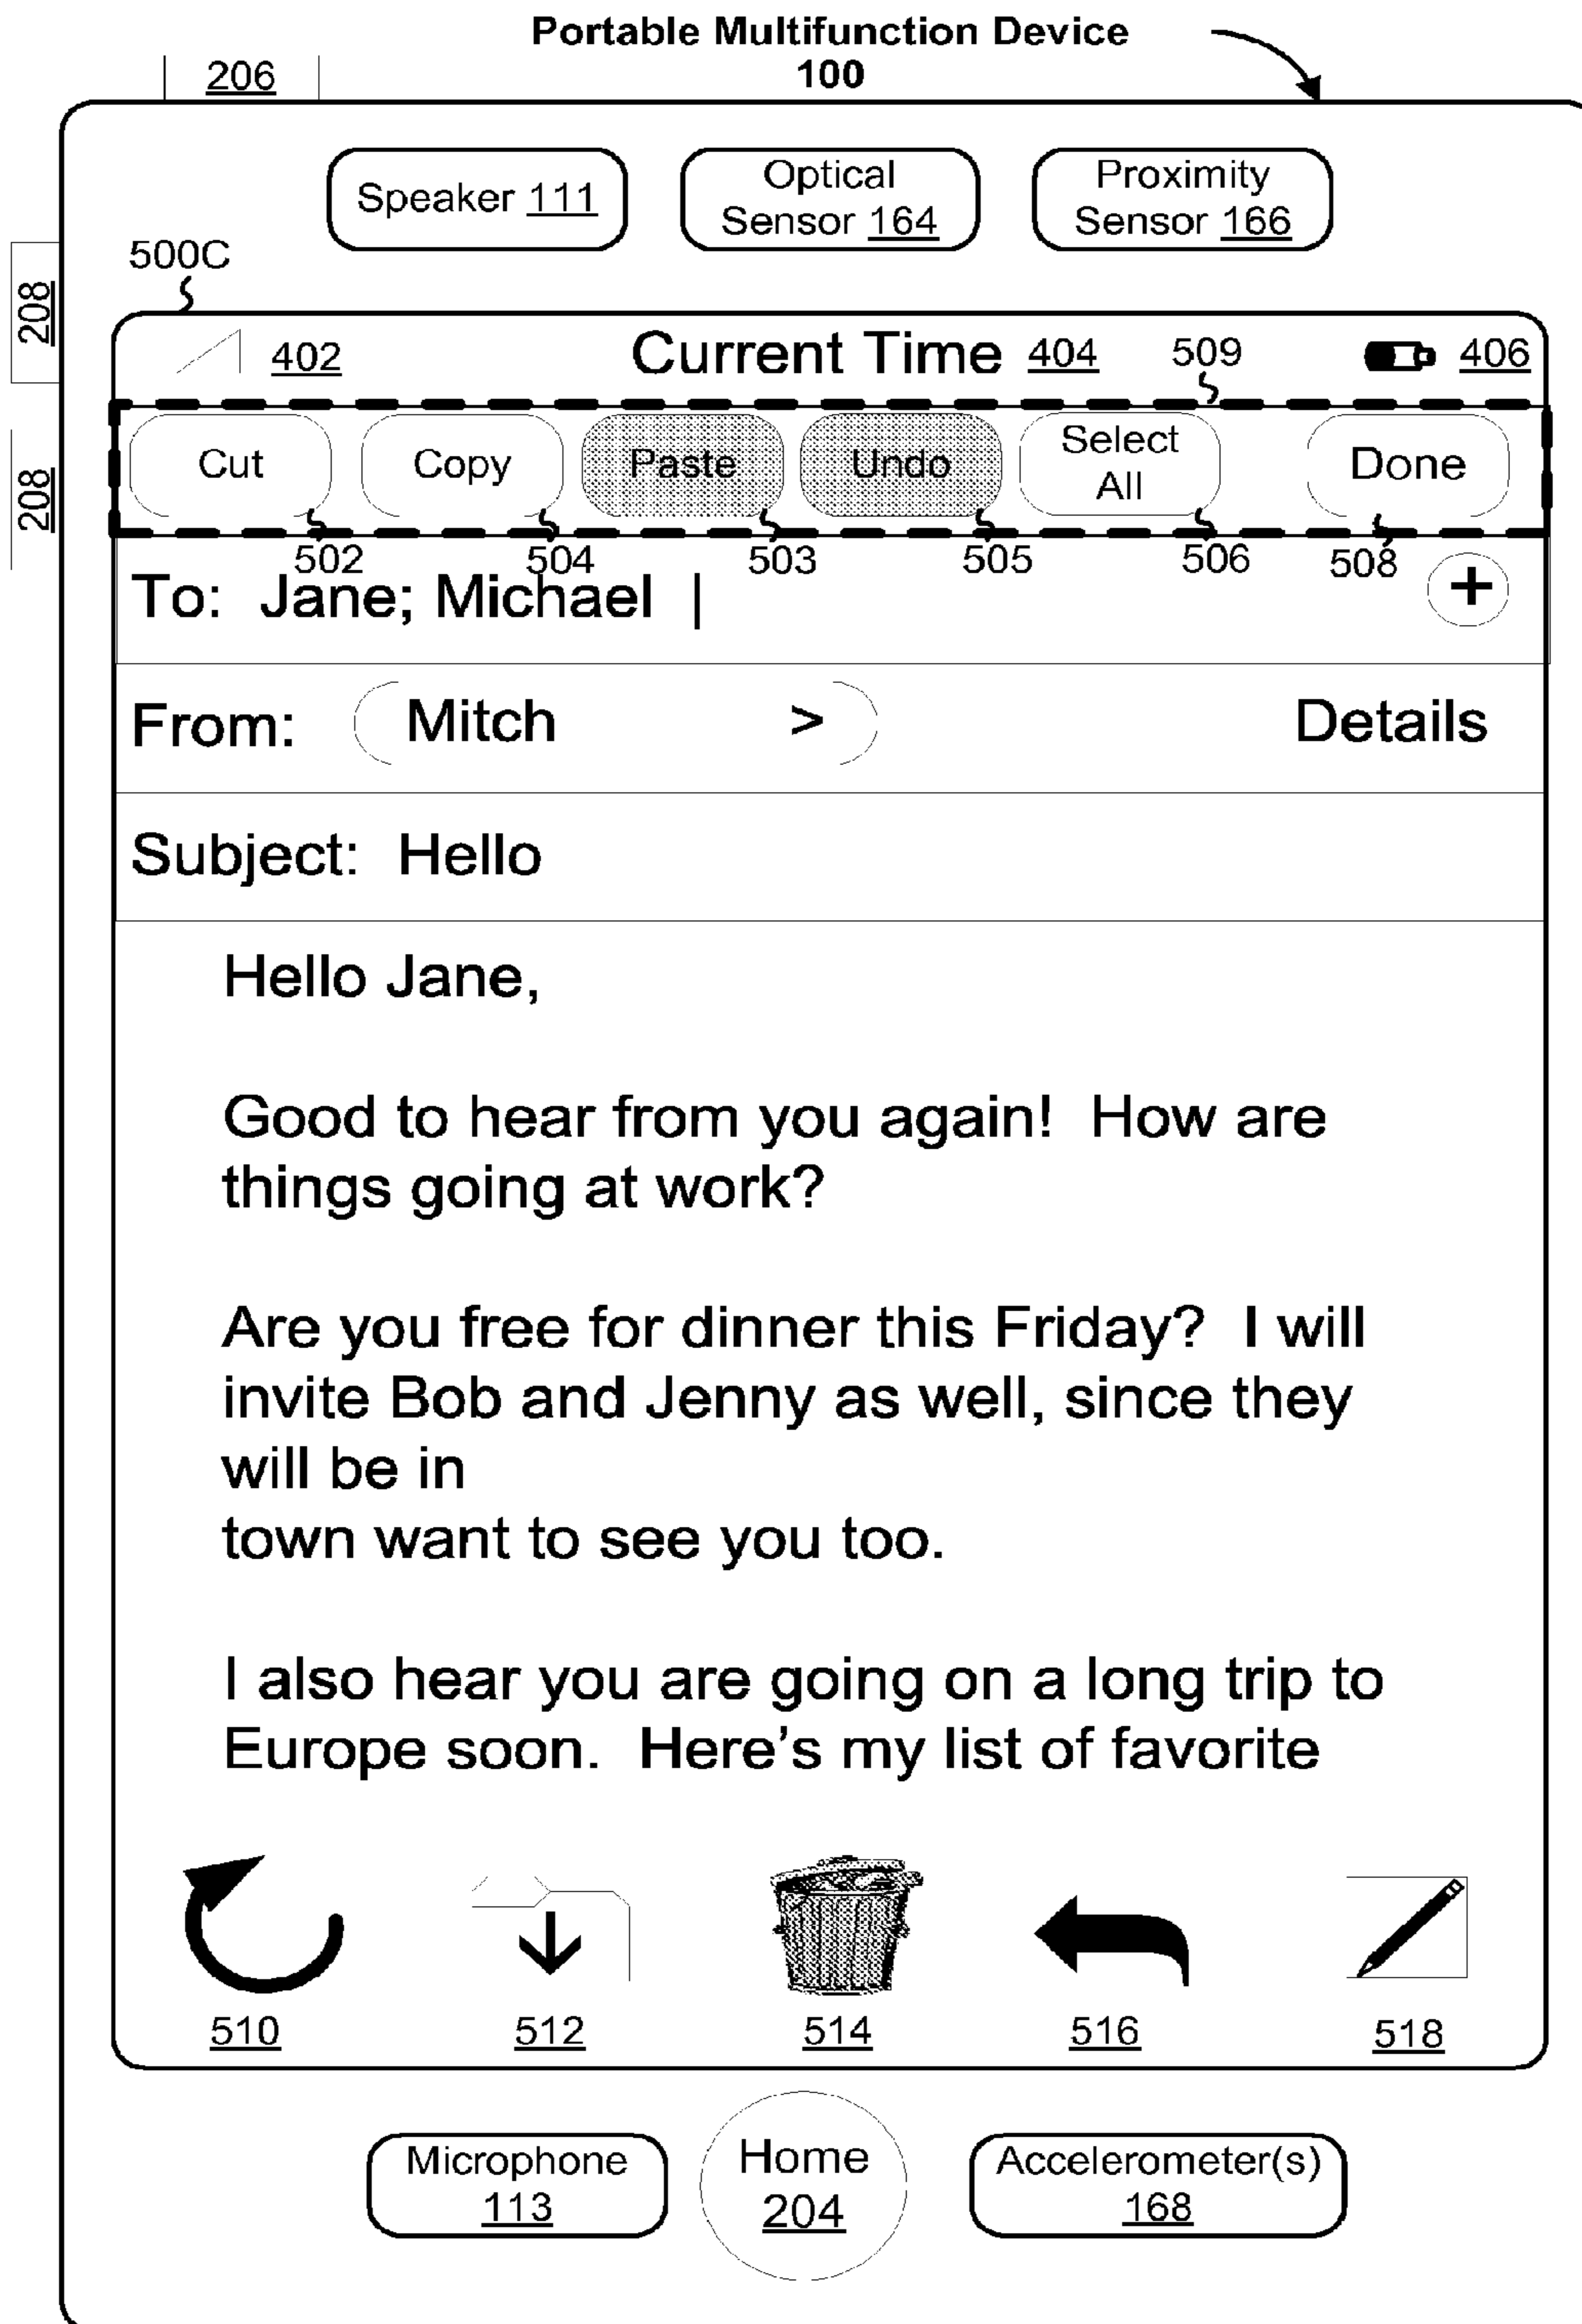 Portable Multifunction Device
100
206
Speaker 111
Optical
Sensor 164
Proximity
Sensor 166
208
500C
402
Current Time 404
509
406
208
Cut
Copy
Paste
Undo
Select
All
Done
502
504
503
505
506
508
To: Jane; Michael |
+
From: Mitch >
Details
Subject: Hello
Hello Jane,
Good to hear from you again! How are
things going at work?
Are you free for dinner this Friday? I will
invite Bob and Jenny as well, since they
will be in
town want to see you too.
I also hear you are going on a long trip to
Europe soon. Here's my list of favorite
510
512
514
516
518
Microphone
113
Home
204
Accelerometer(s)
168